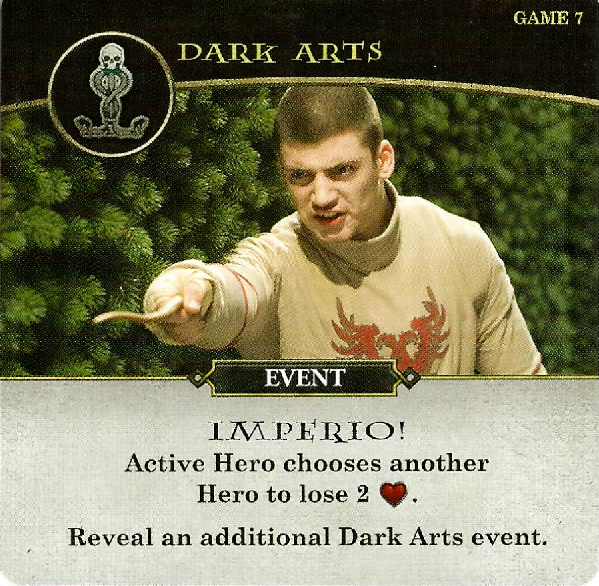 GAME 7
DARK ARTS
EVENT
IMPERIO!
Active Hero chooses another
Hero to lose 2 .
Reveal an additional Dark Arts event.